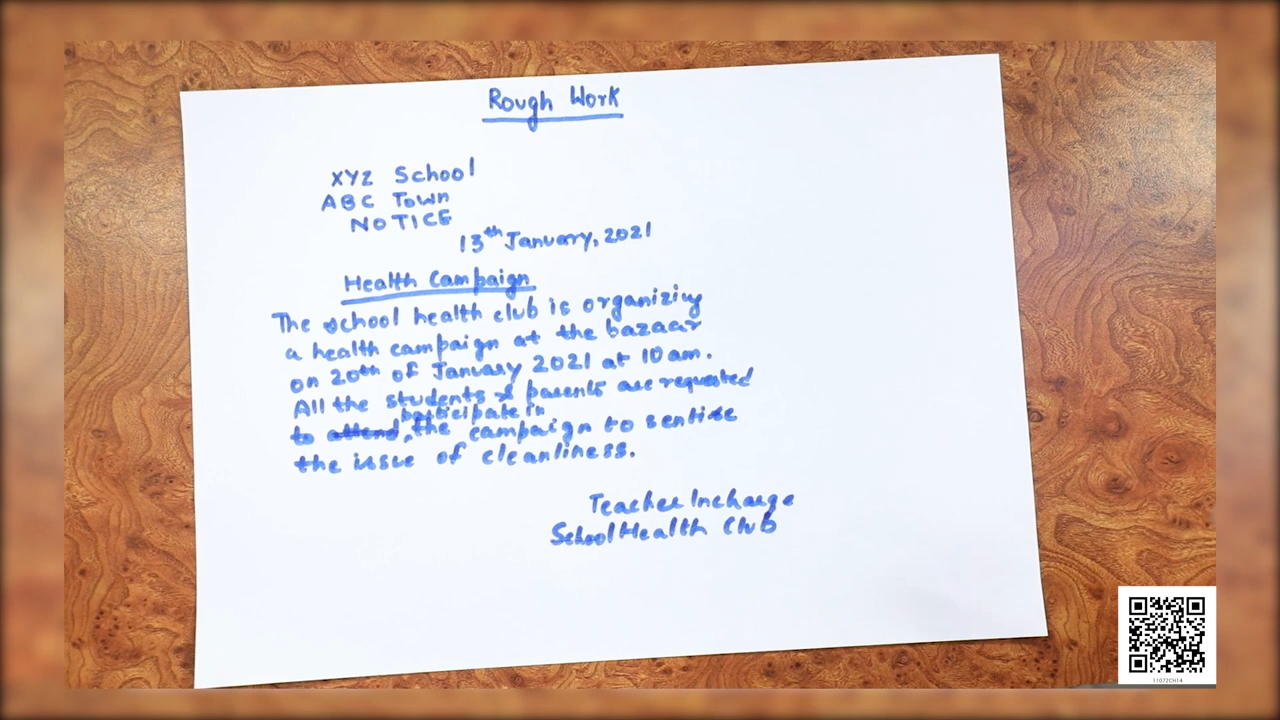 Rough Work
XYZ School
ABC Town
NOTICE
13th January, 2021
Health Campaign
The school health club is organizing
a health campaign at the bazaar
on 20th of January 2021 at 10 am.
All the students & parents are requested
participate in
to attend, the campaign to sentize
the issue of cleanliness.
Teacher Incharge
School Health Club
11072CH14